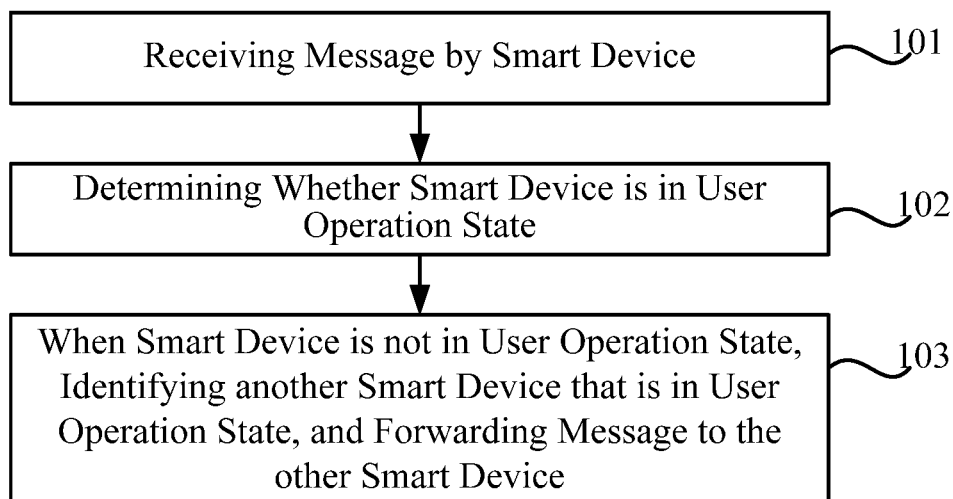 Receiving Message by Smart Device
101
Determining Whether Smart Device is in User
Operation State
102
When Smart Device is not in User Operation State,
Identifying another Smart Device that is in User
Operation State, and Forwarding Message to the
other Smart Device
103